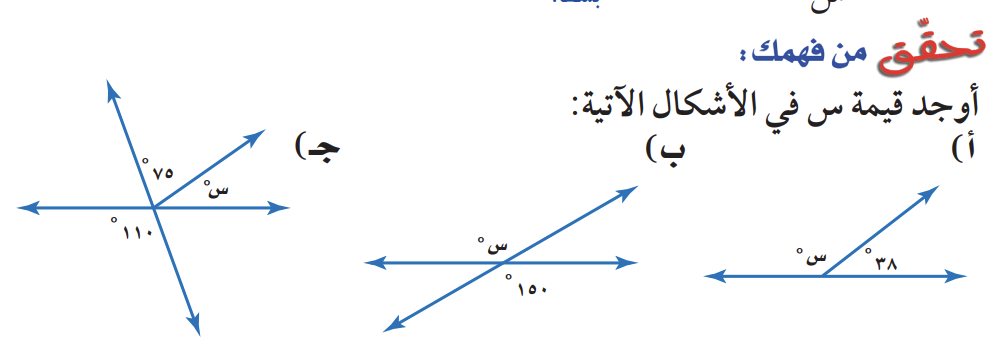 تحقّق من فهمك:
أوجد قيمة س في الأشكال الآتية:
أ) ب) جـ)
س° ٣٨°
س° ١٥٠°
٧٥° س° ١١٠°